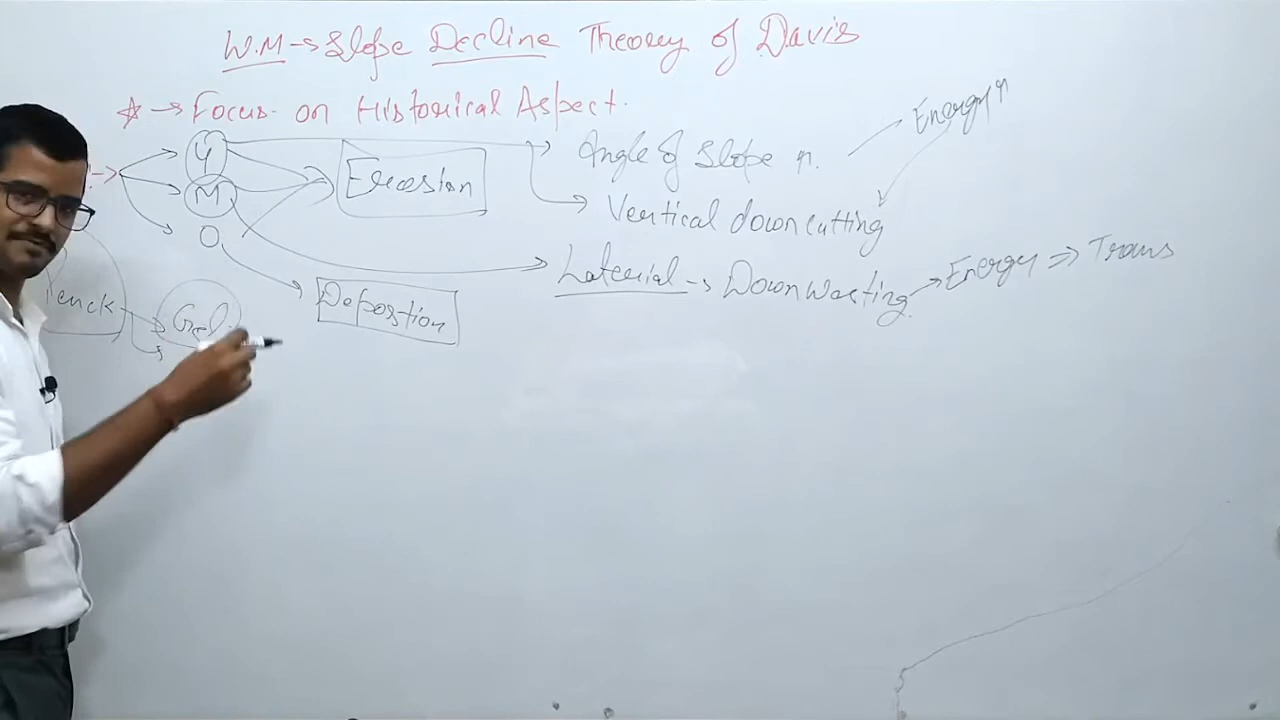 W.M → Slope Decline Theory of Davis
☆ → Focus on Historical Aspect.
Y
M
O
Erosion
Angle of Slope ↑.
Energy ↑
Vertical down cutting
Lateral → Down Wasting → Energy ⇒ Trans
Depostion
Penck